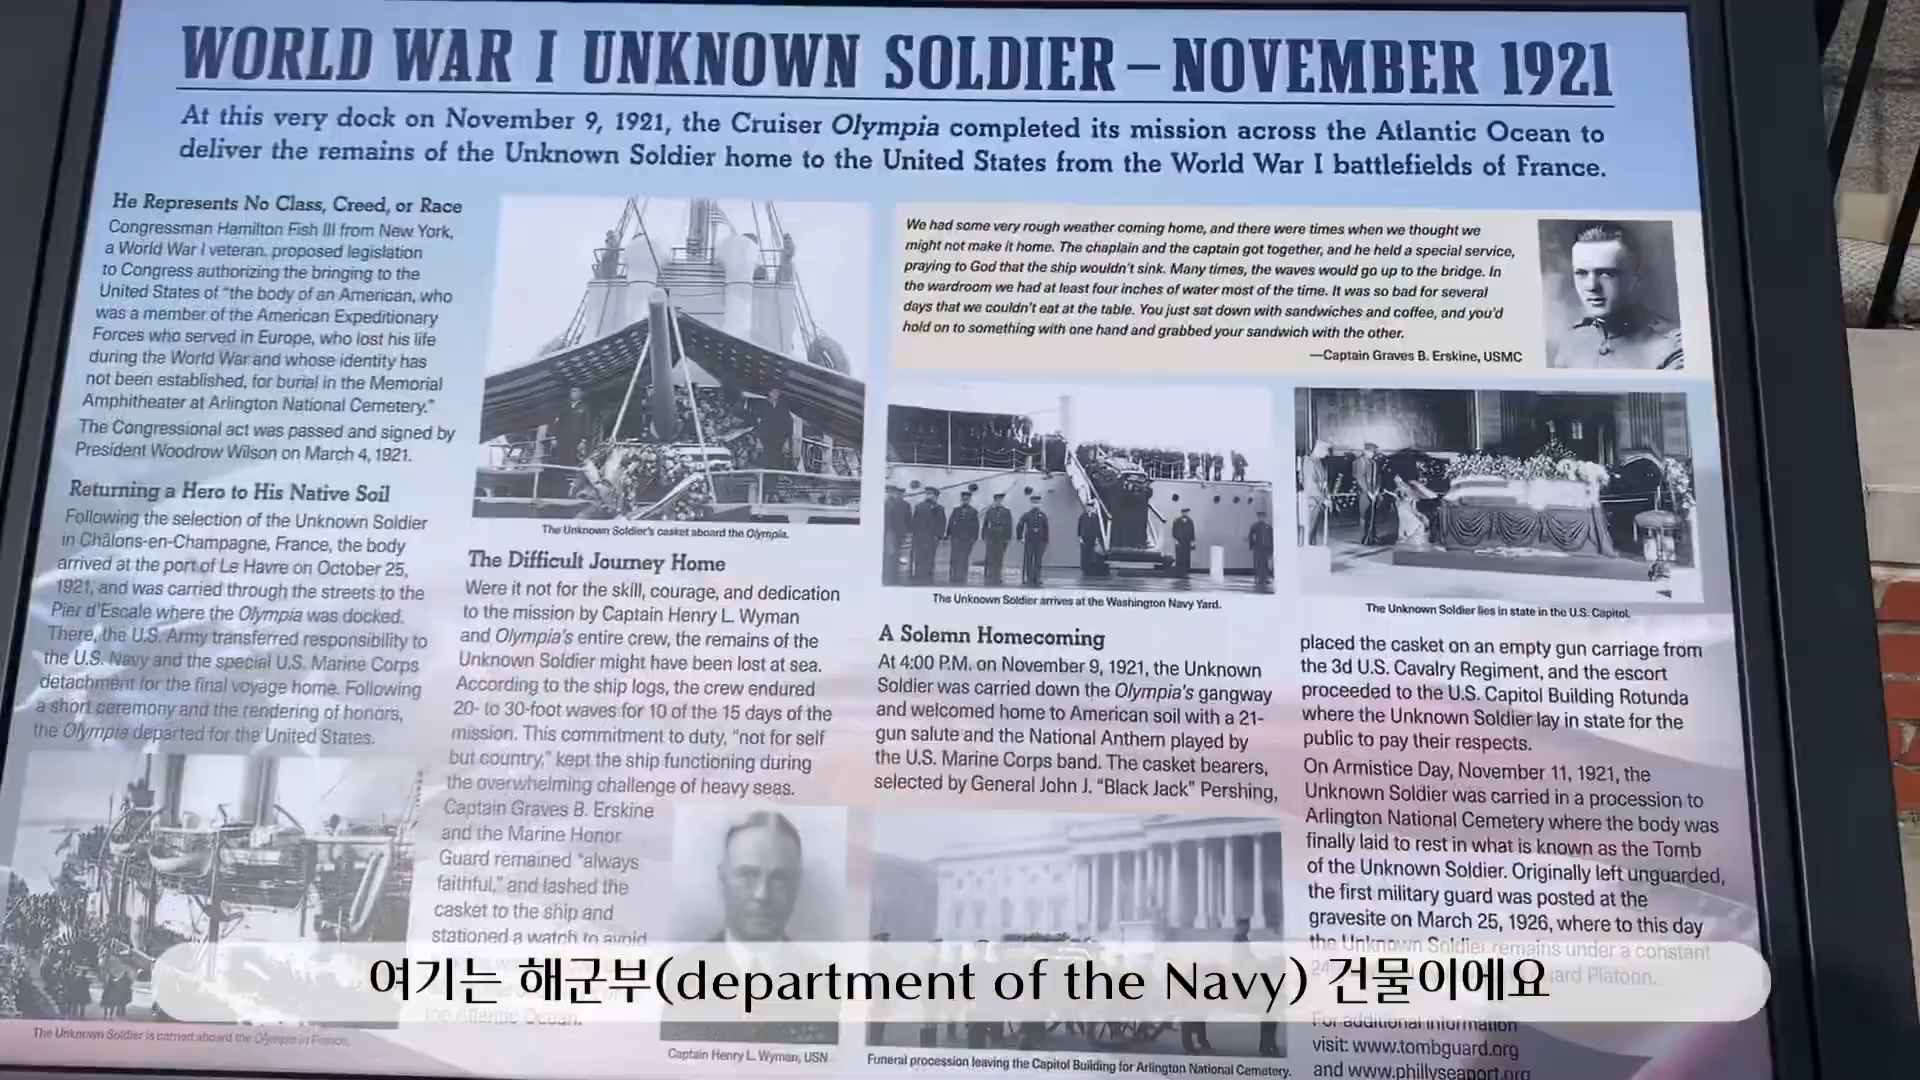 WORLD WAR I UNKNOWN SOLDIER – NOVEMBER 1921
At this very dock on November 9, 1921, the Cruiser Olympia completed its mission across the Atlantic Ocean to
deliver the remains of the Unknown Soldier home to the United States from the World War I battlefields of France.
He Represents No Class, Creed, or Race
Congressman Hamilton Fish III from New York,
a World War I veteran, proposed legislation
to Congress authorizing the bringing to the
United States of “the body of an American, who
was a member of the American Expeditionary
Forces who served in Europe, who lost his life
during the World War and whose identity has
not been established, for burial in the Memorial
Amphitheater at Arlington National Cemetery.”
The Congressional act was passed and signed by
President Woodrow Wilson on March 4, 1921.
Returning a Hero to His Native Soil
Following the selection of the Unknown Soldier
in Châlons-en-Champagne, France, the body
arrived at the port of Le Havre on October 25,
1921, and was carried through the streets to the
Pier d'Escale where the Olympia was docked.
There, the U.S. Army transferred responsibility to
the U.S. Navy and the special U.S. Marine Corps
detachment for the final voyage home. Following
a short ceremony and the rendering of honors,
the Olympia departed for the United States.
The Unknown Soldier is carried aboard the Olympia in France.
The Unknown Soldier's casket aboard the Olympia.
The Difficult Journey Home
Were it not for the skill, courage, and dedication
to the mission by Captain Henry L. Wyman
and Olympia's entire crew, the remains of the
Unknown Soldier might have been lost at sea.
According to the ship logs, the crew endured
20- to 30-foot waves for 10 of the 15 days of the
mission. This commitment to duty, “not for self
but country,” kept the ship functioning during
the overwhelming challenge of heavy seas.
Captain Graves B. Erskine
and the Marine Honor
Guard remained “always
faithful,” and lashed the
casket to the ship and
stationed a watch to avoid
the Atlantic Ocean.
Captain Henry L. Wyman, USN
We had some very rough weather coming home, and there were times when we thought we
might not make it home. The chaplain and the captain got together, and he held a special service,
praying to God that the ship wouldn't sink. Many times, the waves would go up to the bridge. In
the wardroom we had at least four inches of water most of the time. It was so bad for several
days that we couldn't eat at the table. You just sat down with sandwiches and coffee, and you'd
hold on to something with one hand and grabbed your sandwich with the other.
—Captain Graves B. Erskine, USMC
The Unknown Soldier arrives at the Washington Navy Yard.
A Solemn Homecoming
At 4:00 P.M. on November 9, 1921, the Unknown
Soldier was carried down the Olympia's gangway
and welcomed home to American soil with a 21-
gun salute and the National Anthem played by
the U.S. Marine Corps band. The casket bearers,
selected by General John J. “Black Jack” Pershing,
Funeral procession leaving the Capitol Building for Arlington National Cemetery.
The Unknown Soldier lies in state in the U.S. Capitol.
placed the casket on an empty gun carriage from
the 3d U.S. Cavalry Regiment, and the escort
proceeded to the U.S. Capitol Building Rotunda
where the Unknown Soldier lay in state for the
public to pay their respects.
On Armistice Day, November 11, 1921, the
Unknown Soldier was carried in a procession to
Arlington National Cemetery where the body was
finally laid to rest in what is known as the Tomb
of the Unknown Soldier. Originally left unguarded,
the first military guard was posted at the
gravesite on March 25, 1926, where to this day
the Unknown Soldier remains under a constant
Platoon.
For additional information
visit: www.tombguard.org
and www.phillyseaport.org
여기는 해군부(department of the Navy) 건물이에요